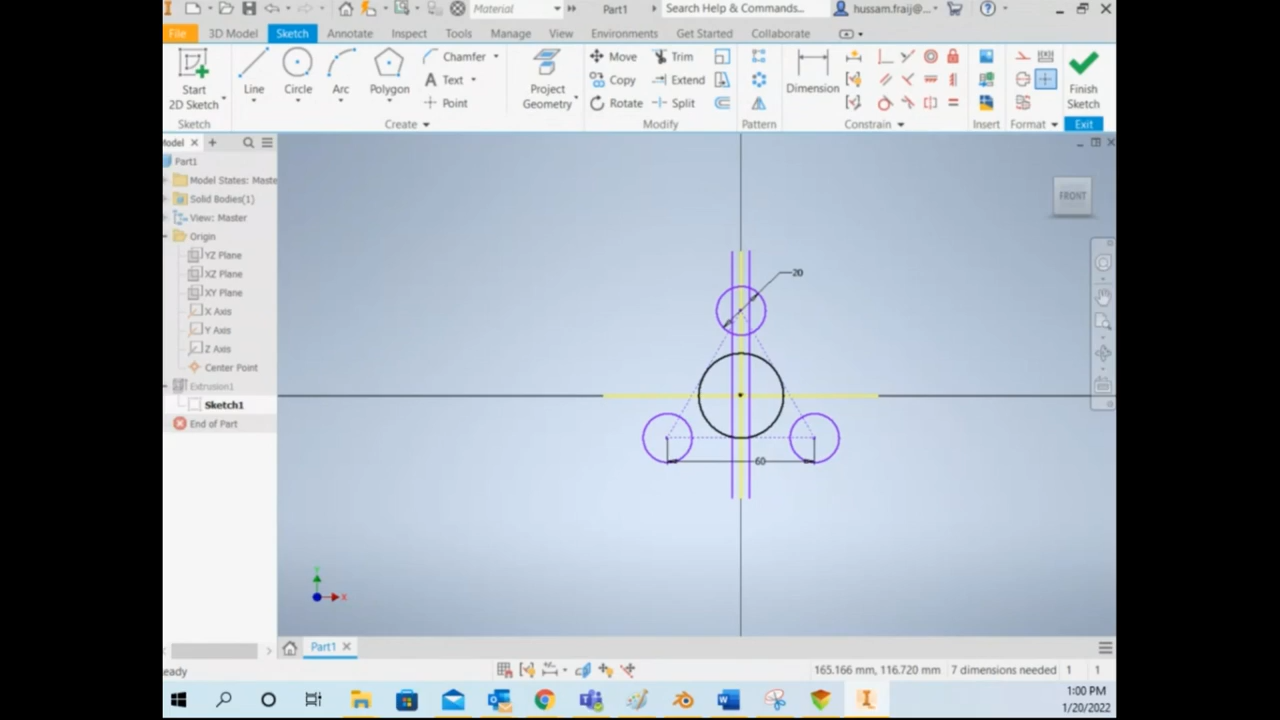 Material
Part1
Search Help & Commands...
hussam.fraij@...
File
3D Model
Sketch
Annotate
Inspect
Tools
Manage
View
Environments
Get Started
Collaborate
Start
2D Sketch
Line
Circle
Arc
Polygon
Chamfer
Text
Point
Project
Geometry
Move
Copy
Rotate
Trim
Extend
Split
Dimension
Finish
Sketch
Sketch
Create
Modify
Pattern
Constrain
Insert
Format
Exit
Model
Part1
Model States: Maste
Solid Bodies(1)
View: Master
Origin
YZ Plane
XZ Plane
XY Plane
X Axis
Y Axis
Z Axis
Center Point
Extrusion1
Sketch1
End of Part
FRONT
20
60
Y
X
Part1
eady
165.166 mm, 116.720 mm
7 dimensions needed
1
1
1:00 PM
1/20/2022